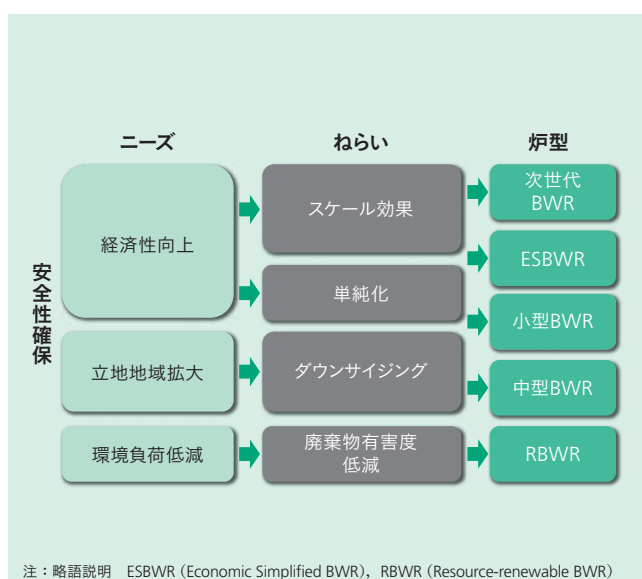 ニーズ
ねらい
炉型
安全性確保
経済性向上
立地地域拡大
環境負荷低減
スケール効果
単純化
ダウンサイジング
廃棄物有害度
低減
次世代
BWR
ESBWR
小型BWR
中型BWR
RBWR
注：略語説明　ESBWR（Economic Simplified BWR），RBWR（Resource-renewable BWR）